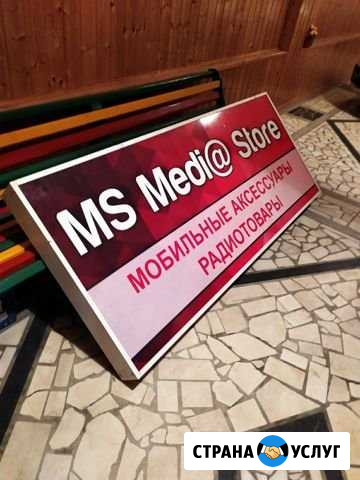 MS Medi@ Store
МОБИЛЬНЫЕ АКСЕССУАРЫ
РАДИОТОВАРЫ
СТРАНА УСЛУГ